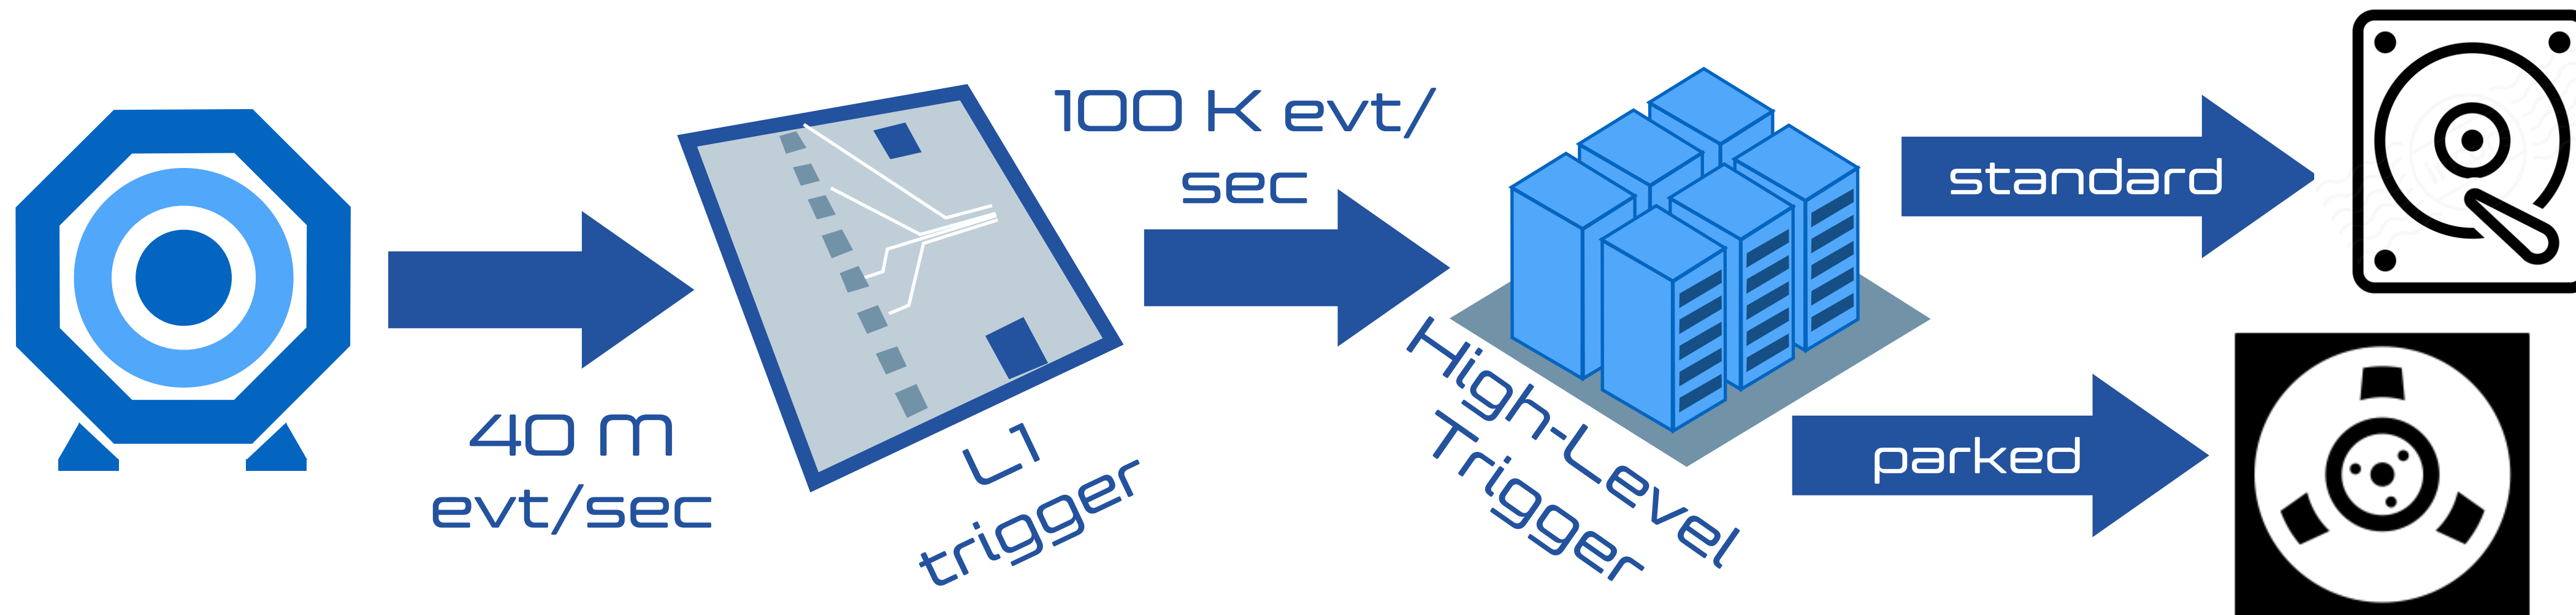 40 m
evt/sec
L1
trigger
100 K evt/
sec
High-Level
Trigger
standard
parked